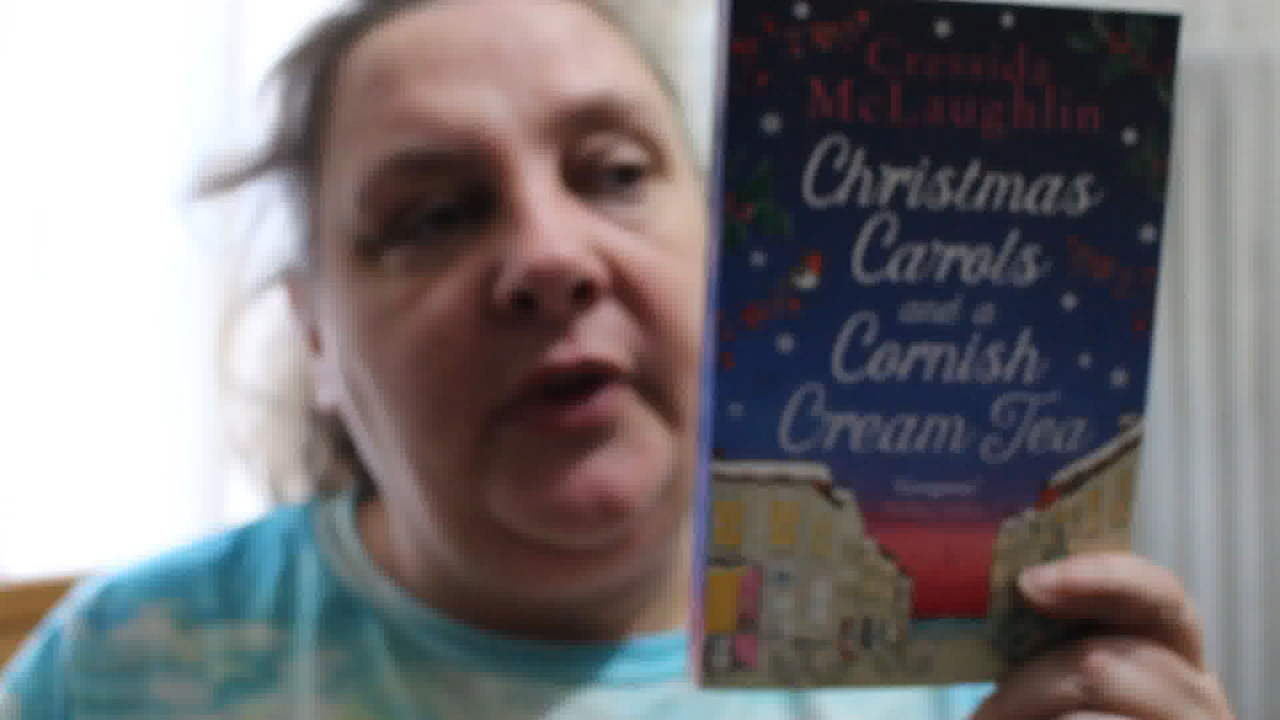 Cressida
McLaughlin
Christmas
Carols
and a
Cornish
Cream Tea